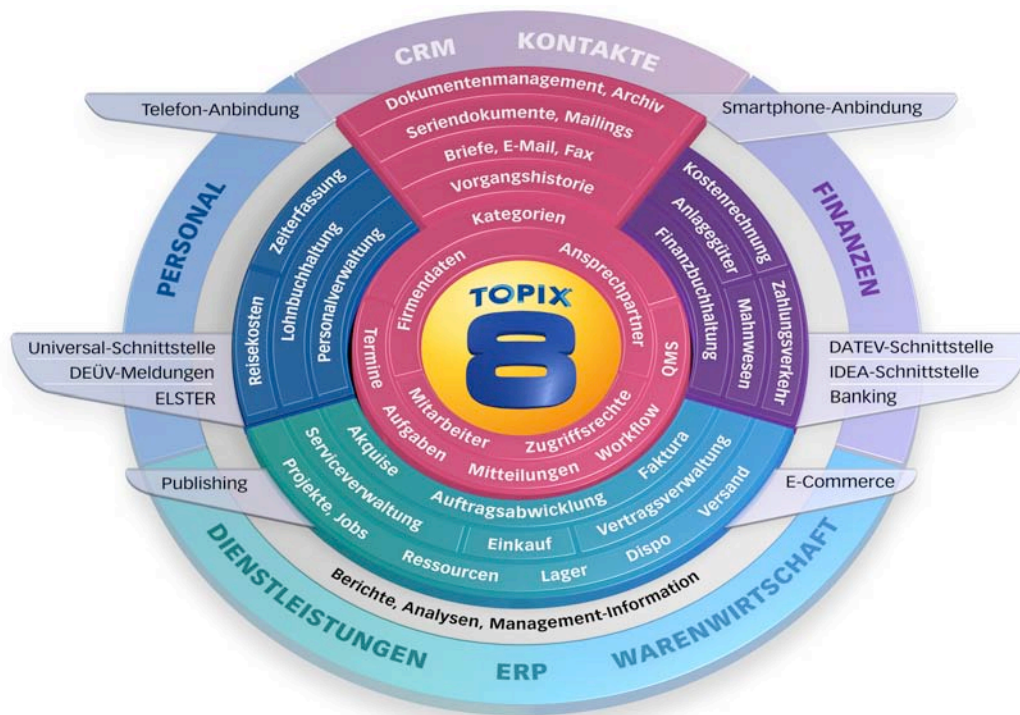 CRM KONTAKTE
Dokumentenmanagement, Archiv
Telefon-Anbindung
Smartphone-Anbindung
Seriendokumente, Mailings
Briefe, E-Mail, Fax
Vorgangshistorie
Kategorien
PERSONAL
Zeiterfassung
Lohnbuchhaltung
Personalverwaltung
Reisekosten
FINANZEN
Kostenrechnung
Anlagegüter
Finanzbuchhaltung
Zahlungsverkehr
Mahnwesen
Firmendaten
Ansprechpartner
TOPIX
8
Termine
QMS
Universal-Schnittstelle
DEÜV-Meldungen
ELSTER
DATEV-Schnittstelle
IDEA-Schnittstelle
Banking
Mitarbeiter
Zugriffsrechte
Aufgaben
Mitteilungen
Workflow
Akquise
Auftragsabwicklung
Faktura
Serviceverwaltung
Einkauf
Vertragsverwaltung
Projekte, Jobs
Ressourcen
Lager
Dispo
Versand
Publishing
E-Commerce
Berichte, Analysen, Management-Information
DIENSTLEISTUNGEN
ERP
WARENWIRTSCHAFT